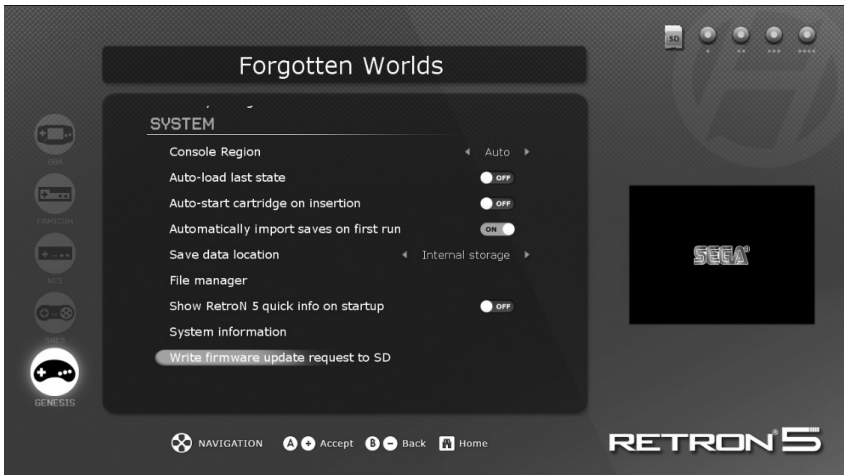 SD
Forgotten Worlds
SYSTEM
Console Region Auto
Auto-load last state OFF
Auto-start cartridge on insertion OFF
Automatically import saves on first run ON
Save data location Internal storage
File manager
Show RetroN 5 quick info on startup OFF
System information
Write firmware update request to SD
GBA
FAMICOM
NES
SNES
GENESIS
SEGA®
NAVIGATION A + Accept B - Back Home
RETRON 5